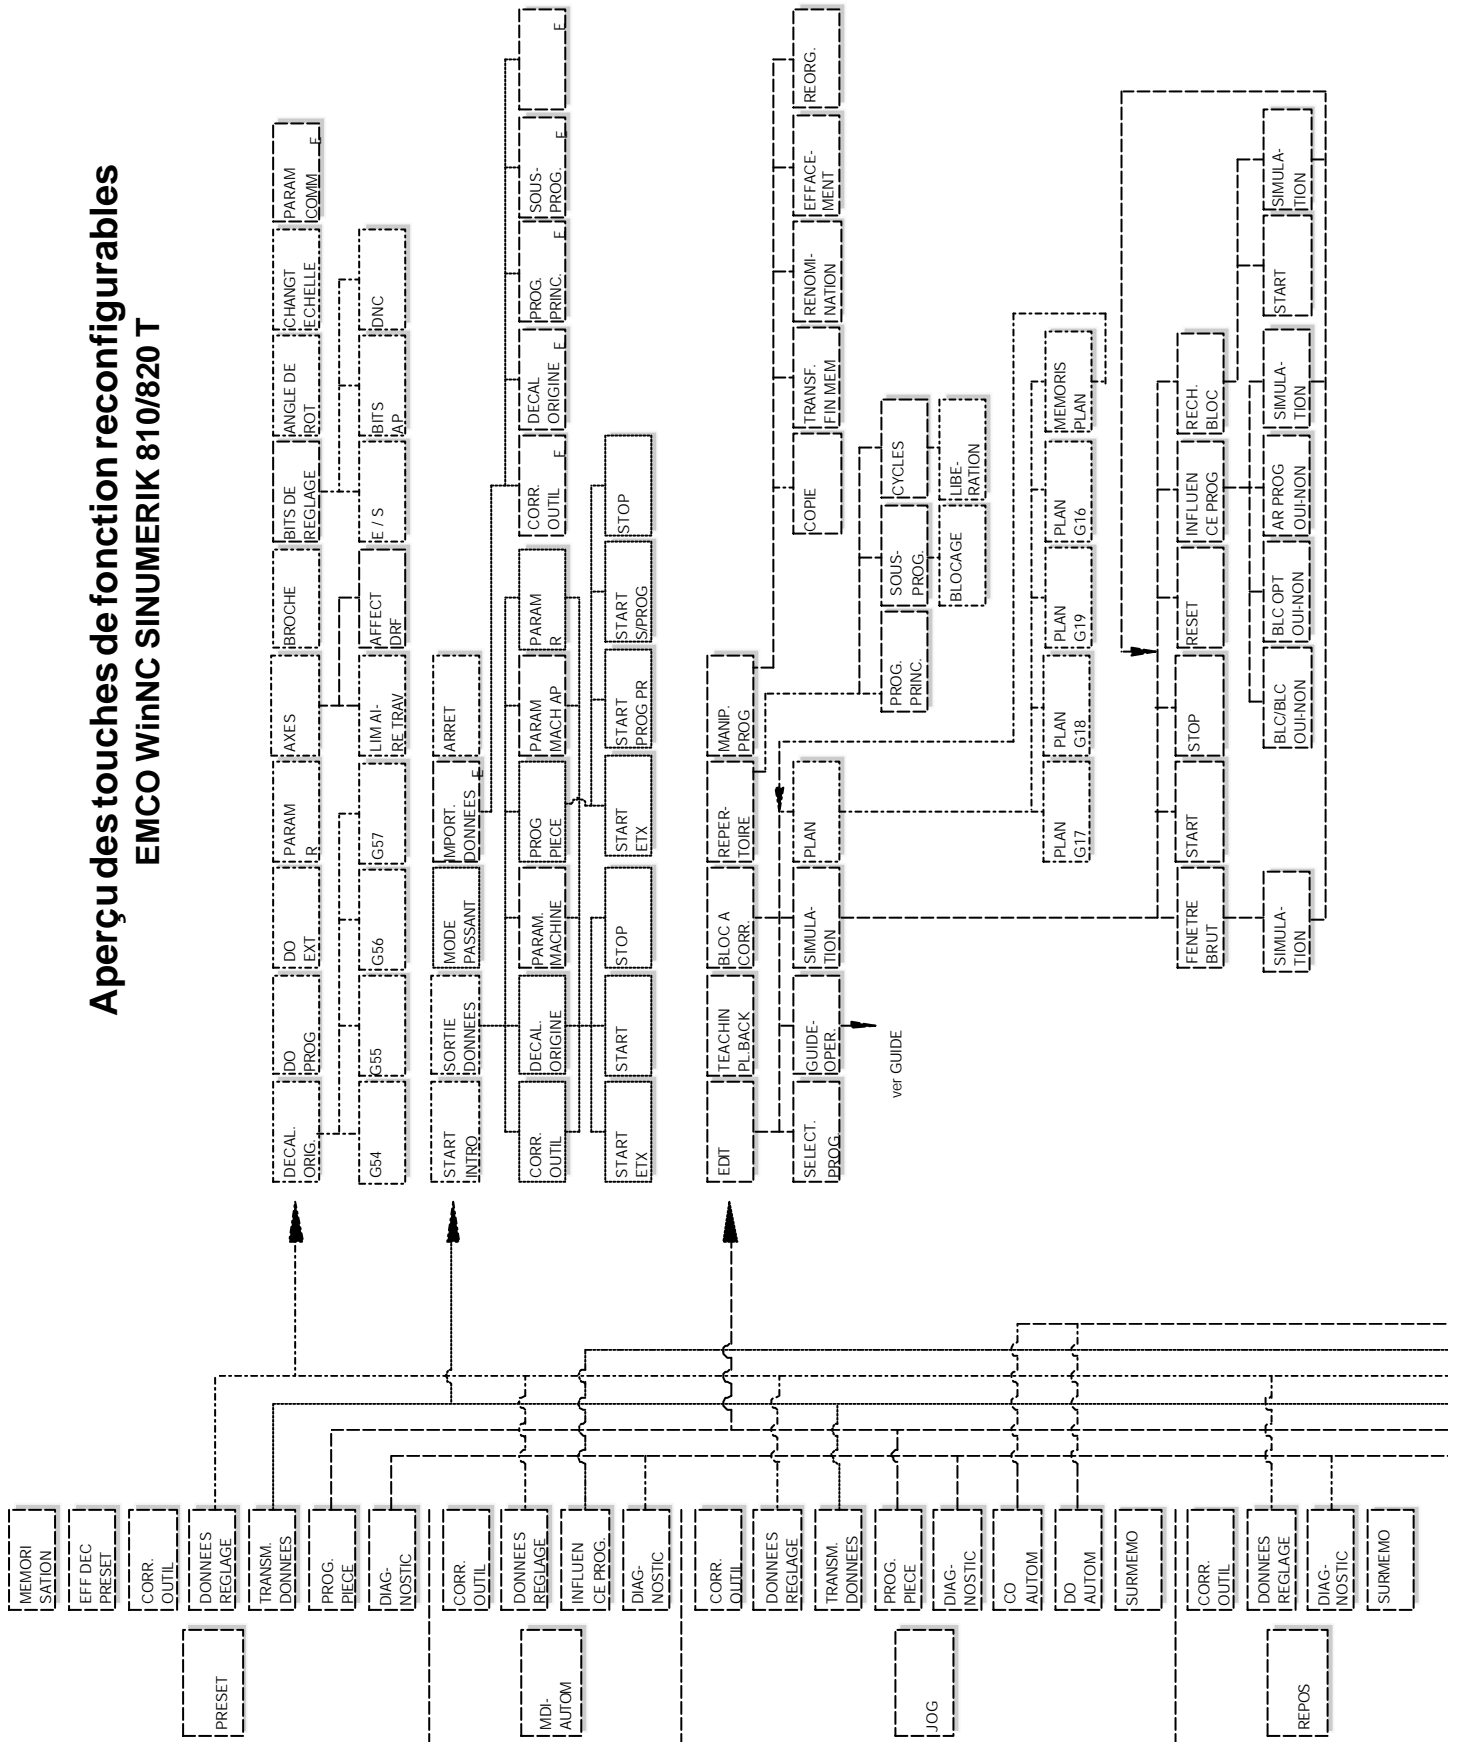 Aperçu des touches de fonction reconfigurables
EMCO WinNC SINUMERIK 810/820 T
MEMORI
SATION
EFF DEC
PRESET
CORR.
OUTIL
DONNEES
REGLAGE
TRANSM.
DONNEES
PROG.
PIECE
DIAG-
NOSTIC
PRESET
CORR.
OUTIL
DONNEES
REGLAGE
INFLUEN
CE PROG.
DIAG-
NOSTIC
MDI-
AUTOM
CORR.
OUTIL
DONNEES
REGLAGE
TRANSM.
DONNEES
PROG.
PIECE
DIAG-
NOSTIC
CO
AUTOM
DO
AUTOM
SURMEMO
JOG
CORR.
OUTIL
DONNEES
REGLAGE
DIAG-
NOSTIC
SURMEMO
REPOS
DECAL.
ORIG.
DO
PROG
DO
EXT
PARAM
R
AXES
BROCHE
BITS DE
REGLAGE
ANGLE DE
ROT
CHANGT
ECHELLE
PARAM
COMM E
G54
G55
G56
G57
LIM AI-
RE TRAV
AFFECT
DRF
E / S
BITS
AP
DNC
START
INTRO
SORTIE
DONNEES
MODE
PASSANT
IMPORT.
DONNEES E
ARRET
CORR.
OUTIL
DECAL.
ORIGINE
PARAM.
MACHINE
PROG
PIECE
PARAM
MACH AP
PARAM
R
CORR.
OUTIL E
DECAL
ORIGINE E
PROG.
PRINC. E
SOUS-
PROG. E
E
START
ETX
START
STOP
START
ETX
START
PROG PR
START
S/PROG
STOP
EDIT
TEACHIN
PL.BACK
BLOC A
CORR.
REPER-
TOIRE
MANIP.
PROG
SELECT.
PROG
GUIDE-
OPER.
SIMULA-
TION
PLAN
COPIE
TRANSF.
FIN MEM
RENOMI-
NATION
EFFACE-
MENT
REORG.
ver GUIDE
PROG.
PRINC.
SOUS-
PROG.
CYCLES
BLOCAGE
LIBE-
RATION
PLAN
G17
PLAN
G18
PLAN
G19
PLAN
G16
MEMORIS
PLAN
FENETRE
BRUT
START
STOP
RESET
INFLUEN
CE PROG
RECH.
BLOC
SIMULA-
TION
BLC/BLC
OUI-NON
BLC OPT
OUI-NON
AR PROG
OUI-NON
SIMULA-
TION
START
SIMULA-
TION